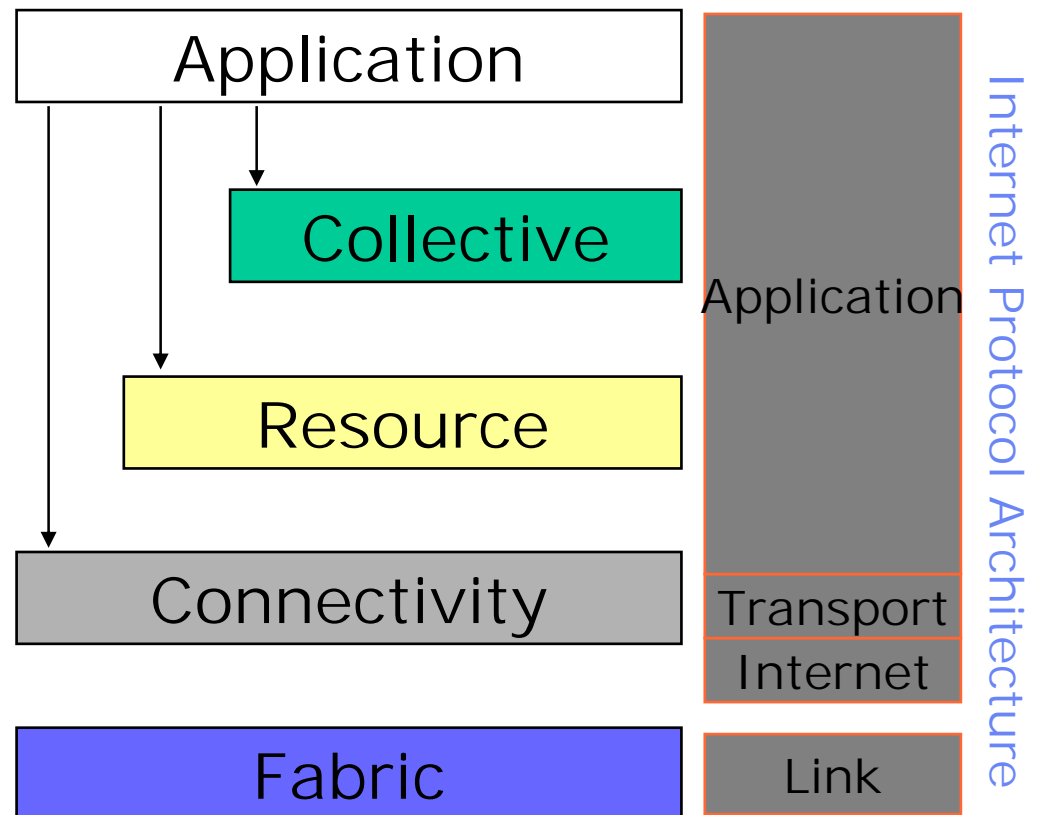 Application
Collective
Resource
Connectivity
Fabric
Application
Transport
Internet
Link
Internet Protocol Architecture